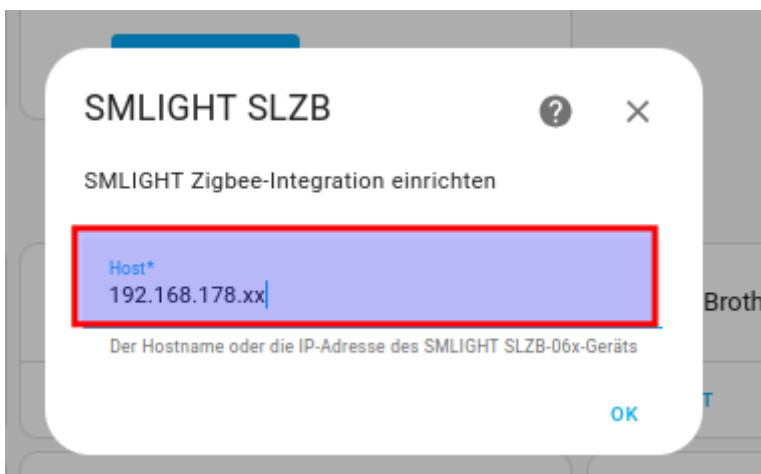 SMLIGHT SLZB
SMLIGHT Zigbee-Integration einrichten
Host*
192.168.178.xx
Der Hostname oder die IP-Adresse des SMLIGHT SLZB-06x-Geräts
OK